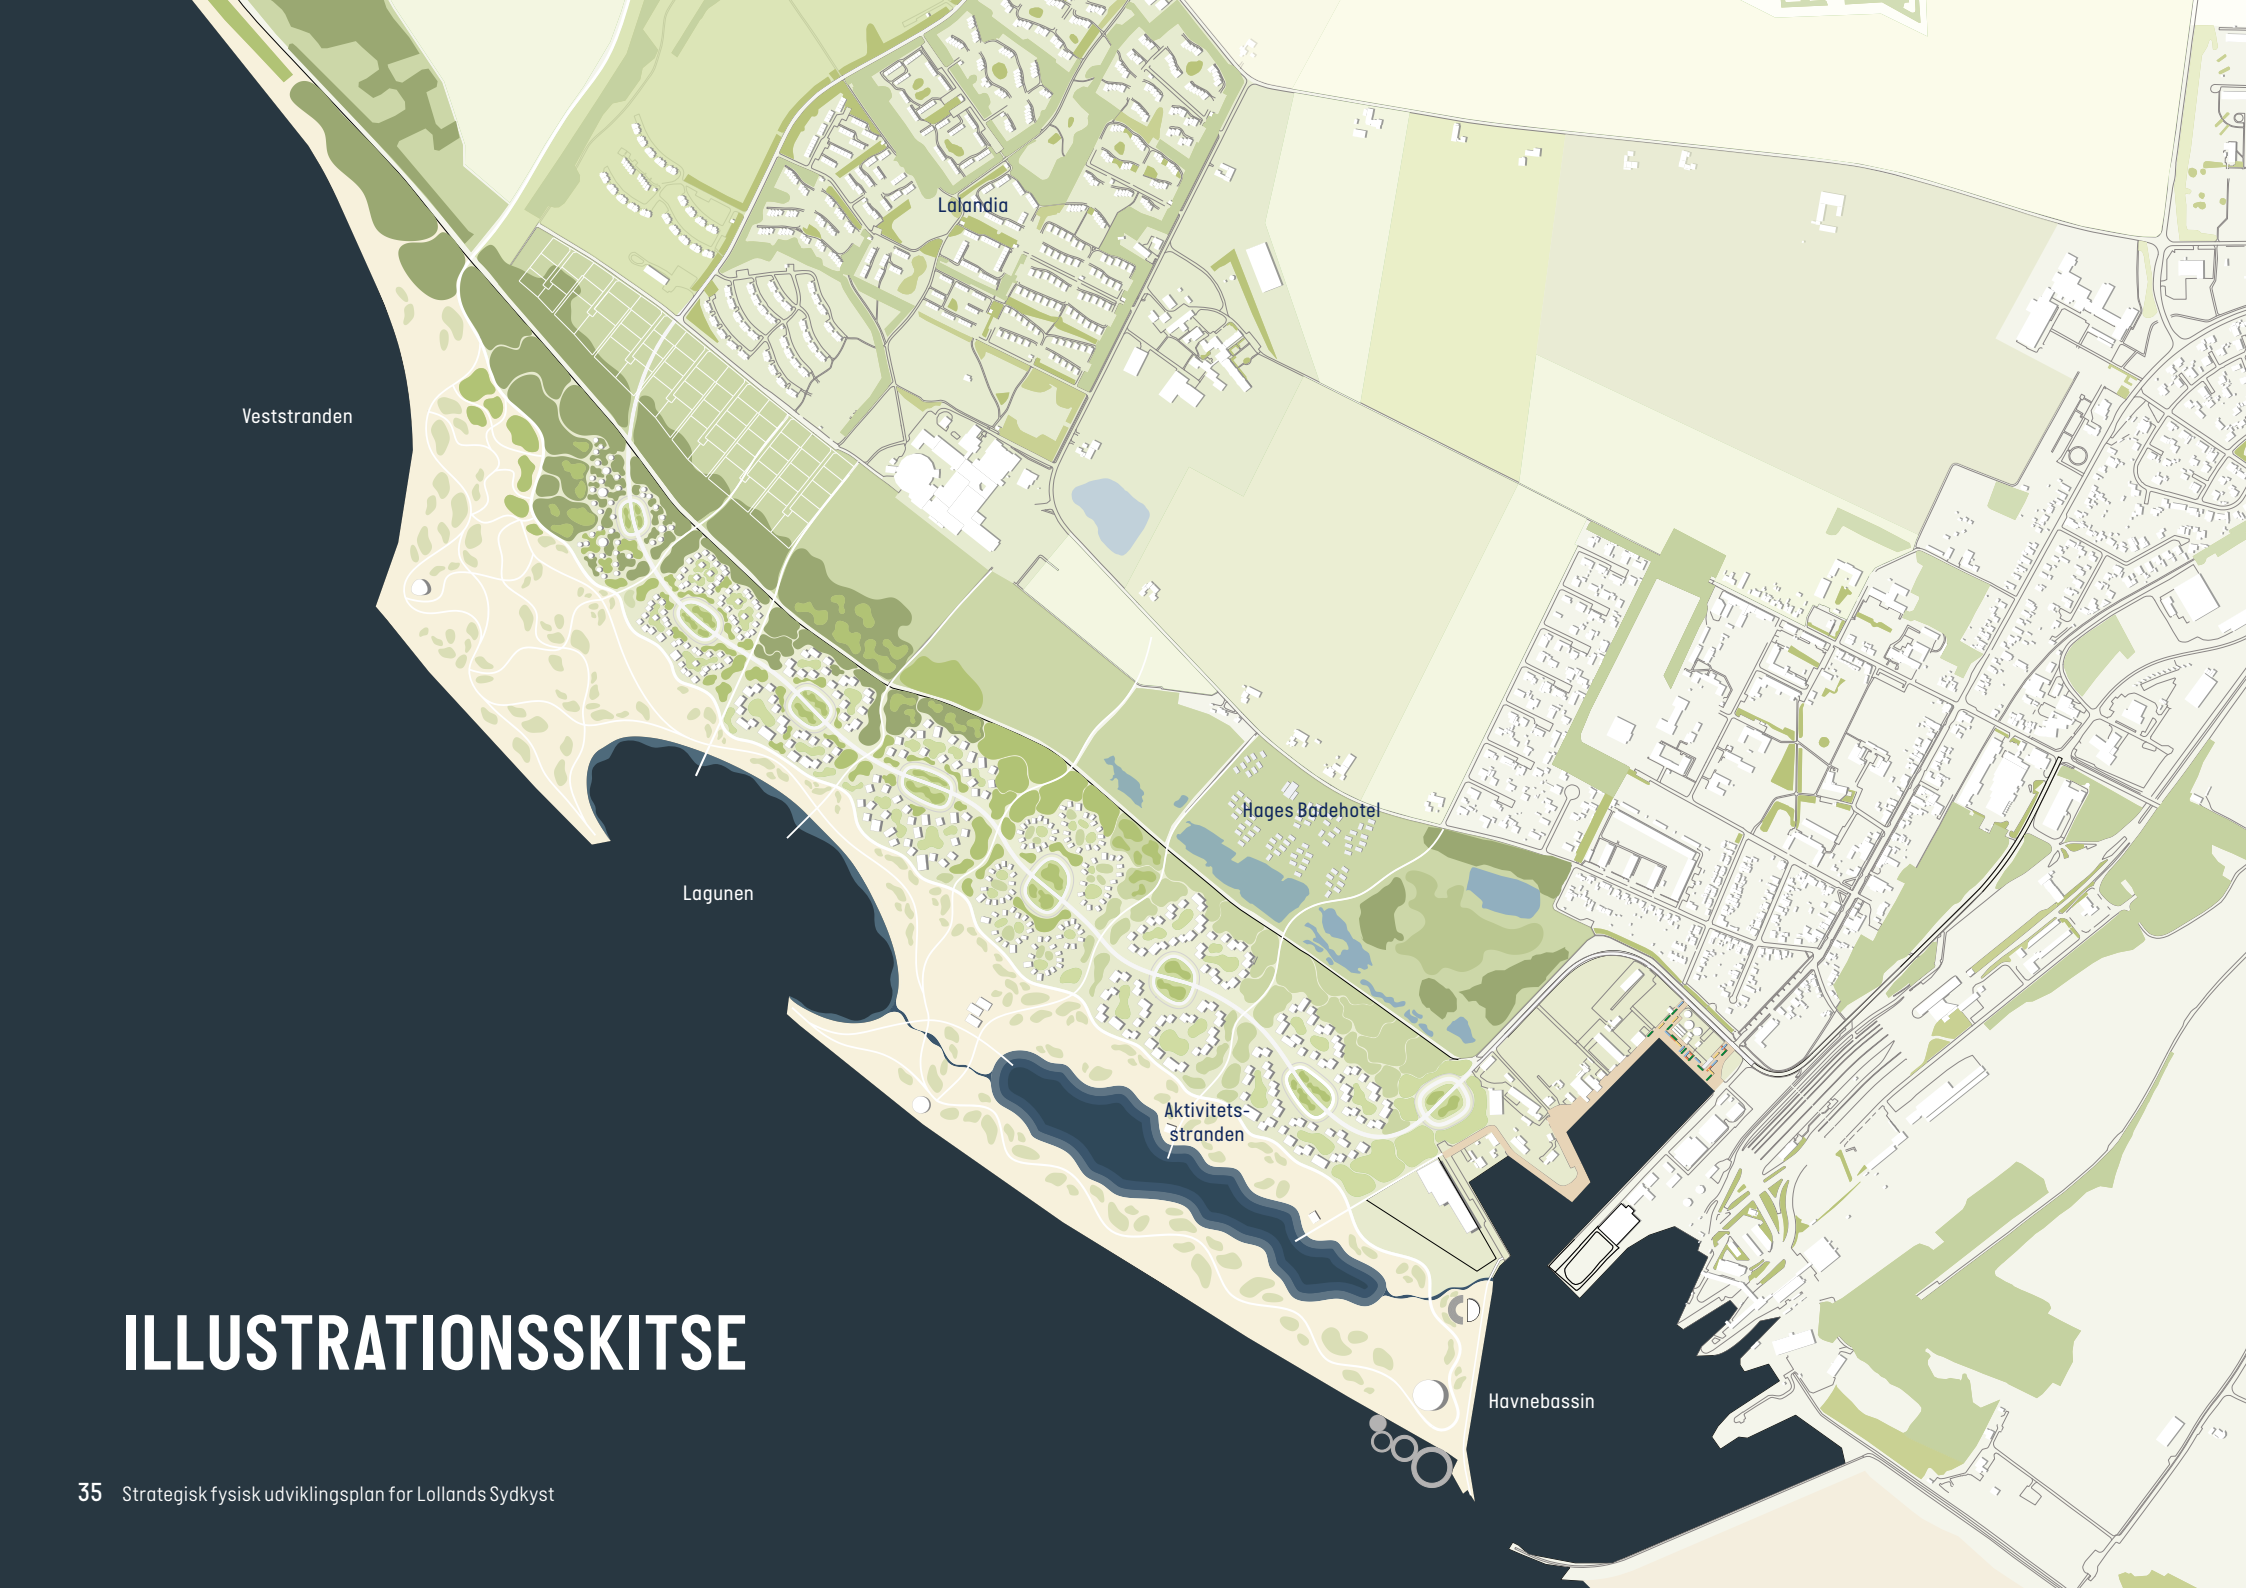 Lalandia
Veststranden
Hages Badehotel
Lagunen
Aktivitets-
stranden
ILLUSTRATIONSSKITSE
Havnebassin
35 Strategisk fysisk udviklingsplan for Lollands Sydkyst